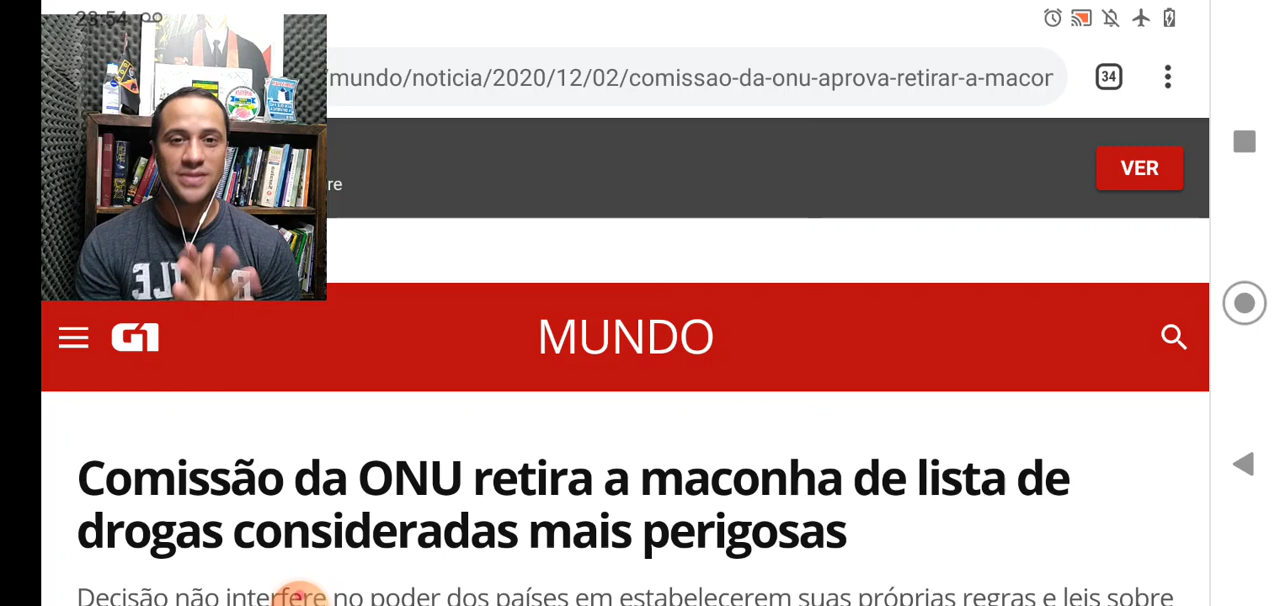 23:54
34
mundo/noticia/2020/12/02/comissao-da-onu-aprova-retirar-a-macor
re
VER
G1
MUNDO
Comissão da ONU retira a maconha de lista de
drogas consideradas mais perigosas
Decisão não interfere no poder dos países em estabelecerem suas próprias regras e leis sobre